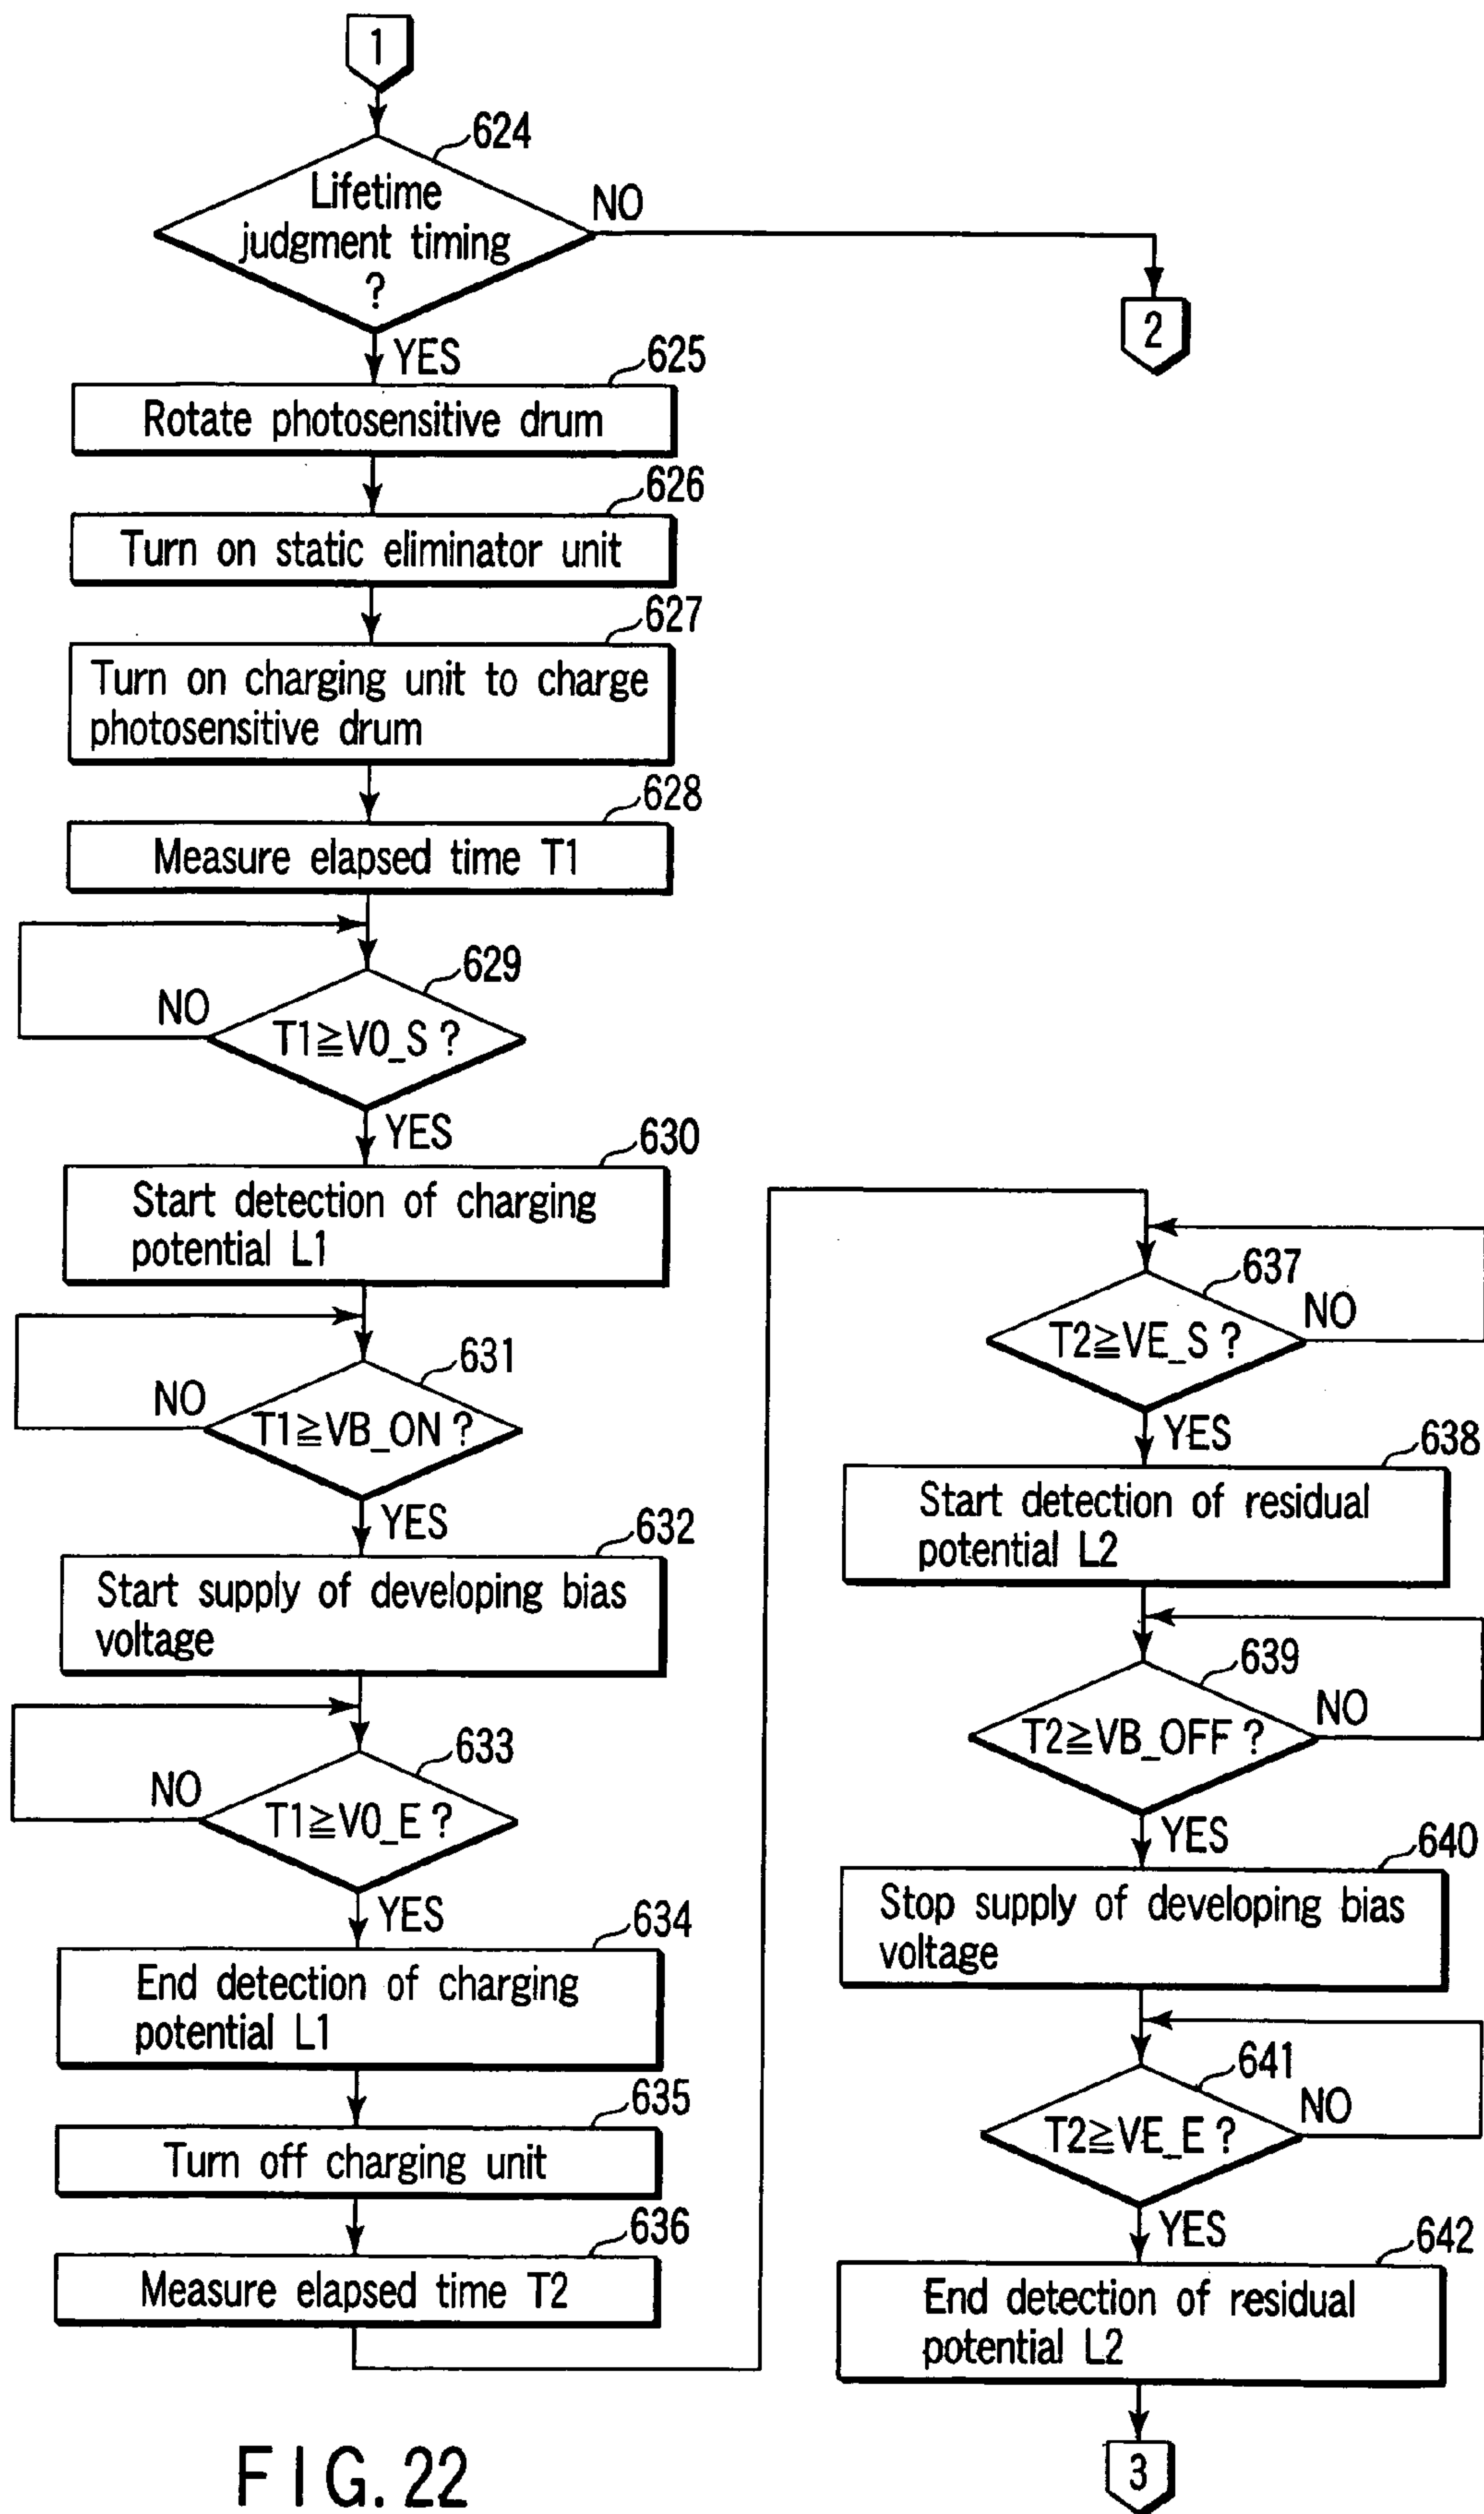 1
624
Lifetime
judgment timing
?
NO
2
YES
625
Rotate photosensitive drum
626
Turn on static eliminator unit
627
Turn on charging unit to charge
photosensitive drum
628
Measure elapsed time T1
629
NO
T1≧V0_S ?
YES
630
Start detection of charging
potential L1
631
NO
T1≧VB_ON ?
YES
632
Start supply of developing bias
voltage
633
NO
T1≧V0_E ?
YES
634
End detection of charging
potential L1
635
Turn off charging unit
636
Measure elapsed time T2
637
NO
T2≧VE_S ?
YES
638
Start detection of residual
potential L2
639
NO
T2≧VB_OFF ?
YES
640
Stop supply of developing bias
voltage
641
NO
T2≧VE_E ?
YES
642
End detection of residual
potential L2
3
FIG. 22